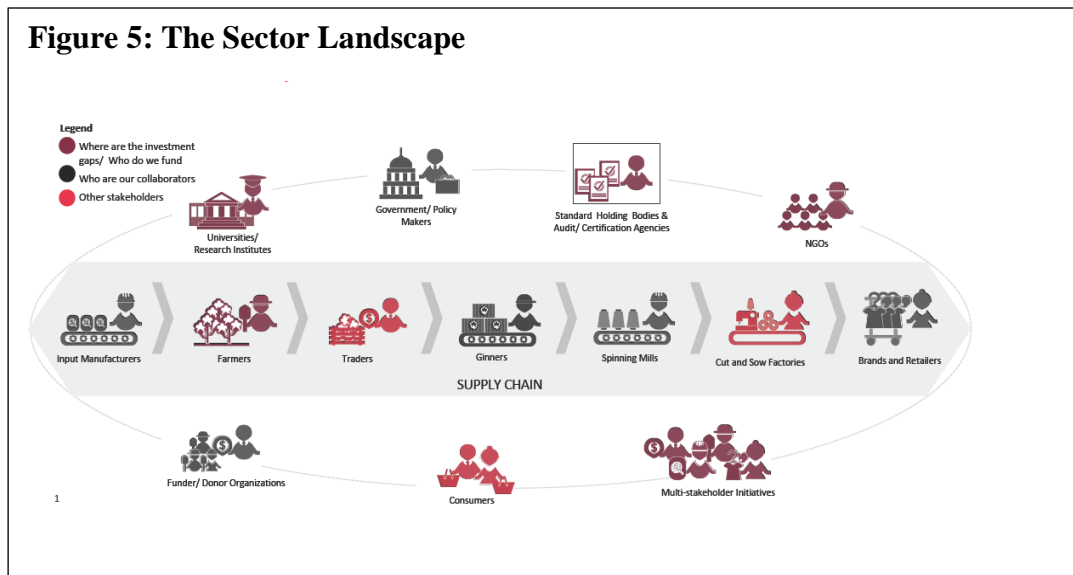 Figure 5: The Sector Landscape
Legend
Where are the investment
gaps/ Who do we fund
Who are our collaborators
Other stakeholders
Universities/
Research Institutes
Government/ Policy
Makers
Standard Holding Bodies &
Audit/ Certification Agencies
NGOs
Input Manufacturers
Farmers
Traders
Ginners
Spinning Mills
Cut and Sow Factories
Brands and Retailers
SUPPLY CHAIN
Funder/ Donor Organizations
Consumers
Multi-stakeholder Initiatives
1